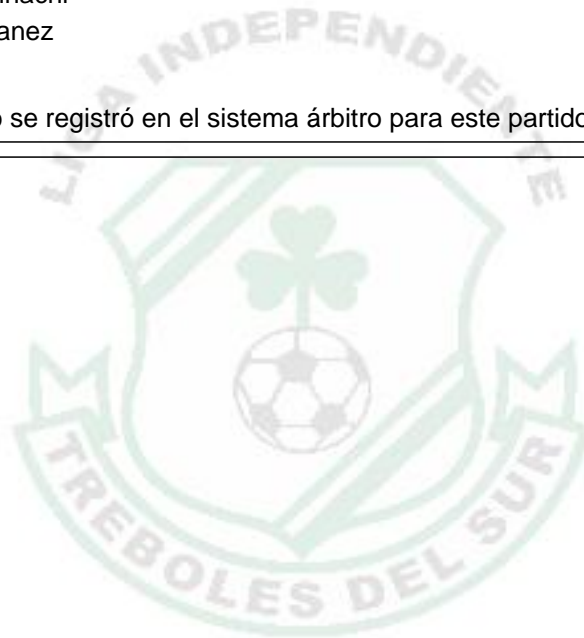 anez
se registró en el sistema árbitro para este partido
LIGA INDEPENDIENTE
TREBOLES DEL SUR